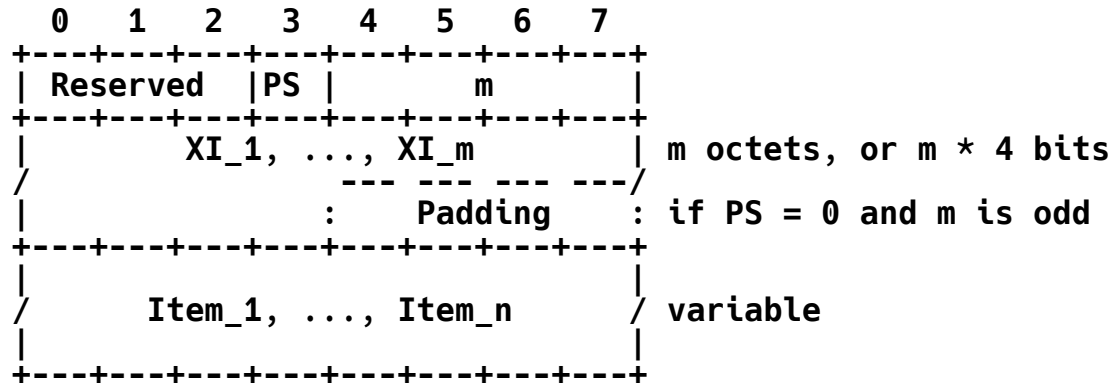 0   1   2   3   4   5   6   7
+---+---+---+---+---+---+---+---+
| Reserved  |PS |       m       |
+---+---+---+---+---+---+---+---+
|        XI_1, ..., XI_m        | m octets, or m * 4 bits
/                --- --- --- ---/
|               :    Padding    : if PS = 0 and m is odd
+---+---+---+---+---+---+---+---+
|                               |
/      Item_1, ..., Item_n      / variable
|                               |
+---+---+---+---+---+---+---+---+